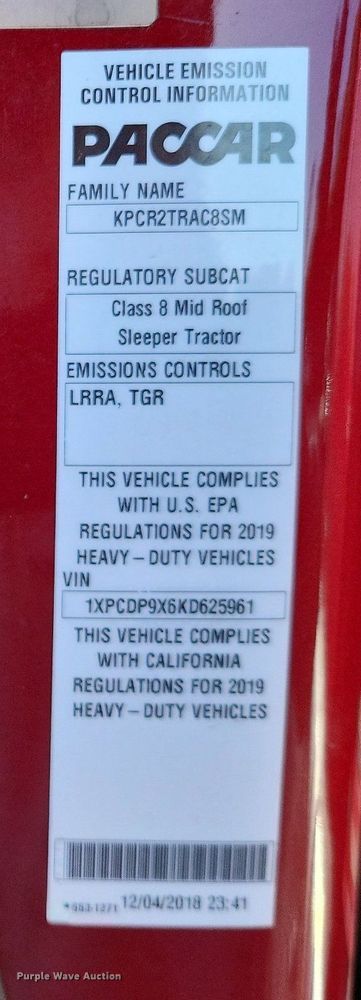 VEHICLE EMISSION
CONTROL INFORMATION
PACCAR
FAMILY NAME
KPCR2TRAC8SM
REGULATORY SUBCAT
Class 8 Mid Roof
Sleeper Tractor
EMISSIONS CONTROLS
LRRA, TGR
THIS VEHICLE COMPLIES
WITH U.S. EPA
REGULATIONS FOR 2019
HEAVY – DUTY VEHICLES
VIN
1XPCDP9X6KD625961
THIS VEHICLE COMPLIES
WITH CALIFORNIA
REGULATIONS FOR 2019
HEAVY – DUTY VEHICLES
12/04/2018 23:41
Purple Wave Auction